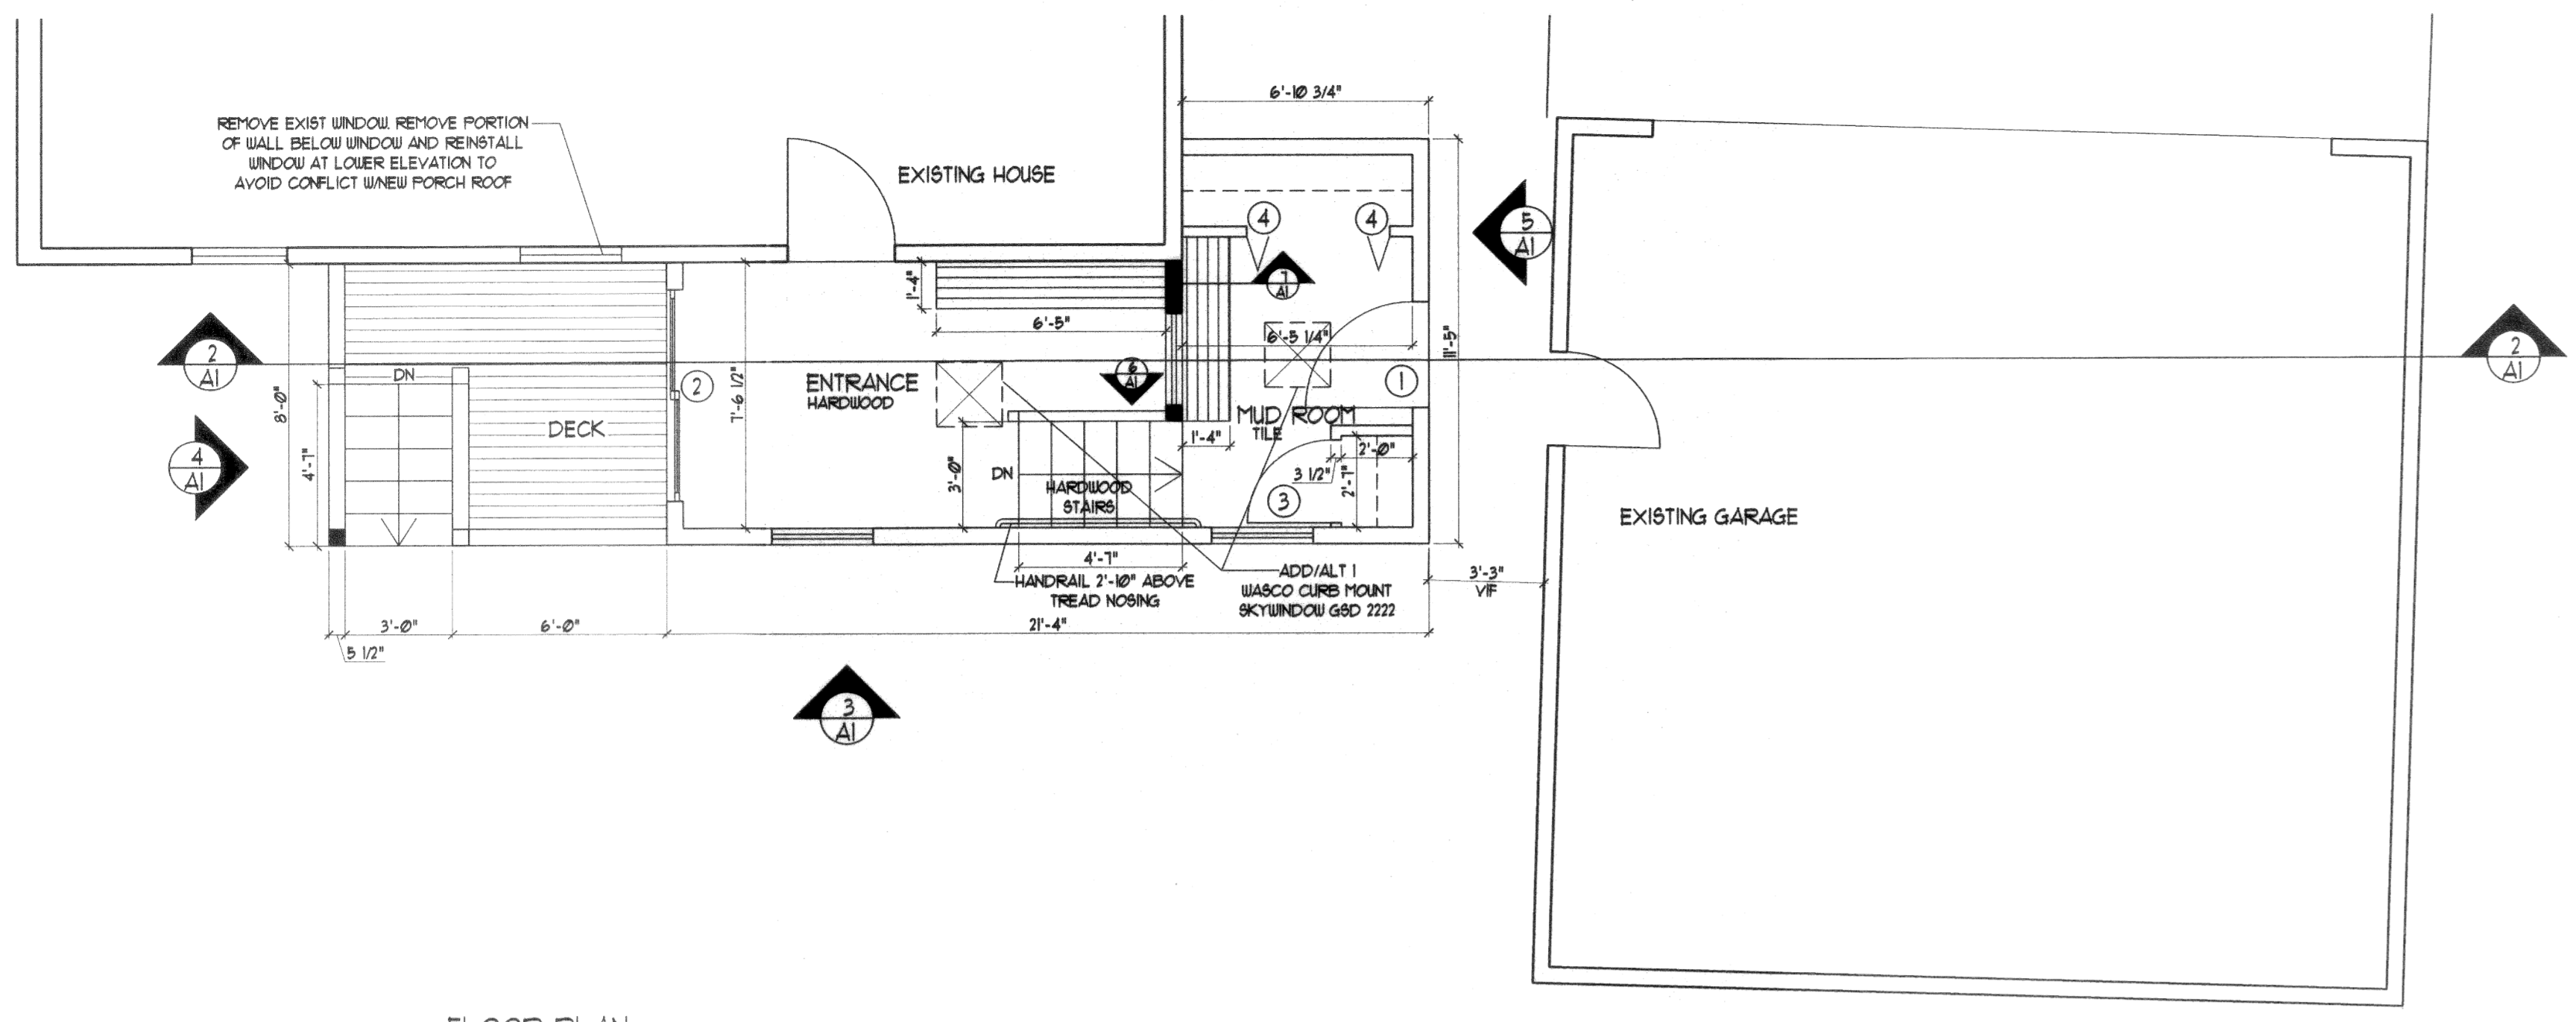 6'-10 3/4"
REMOVE EXIST WINDOW. REMOVE PORTION
OF WALL BELOW WINDOW AND REINSTALL
WINDOW AT LOWER ELEVATION TO
AVOID CONFLICT W/NEW PORCH ROOF
EXISTING HOUSE
4
4
5
A1
1'-4"
7
A1
6'-5"
6'-5 1/4"
11'-5"
2
A1
2
A1
DN
8'-0"
2
7'-6 1/2"
ENTRANCE
HARDWOOD
6
A1
1
MUD ROOM
TILE
DECK
1'-4"
2'-0"
4
A1
4'-7"
3'-0"
DN
3 1/2"
2'-7"
HARDWOOD
STAIRS
3
EXISTING GARAGE
4'-7"
HANDRAIL 2'-10" ABOVE
TREAD NOSING
ADD/ALT 1
WASCO CURB MOUNT
SKYWINDOW GSD 2222
3'-3"
VIF
3'-0"
6'-0"
21'-4"
5 1/2"
3
A1
FLOOR PLAN